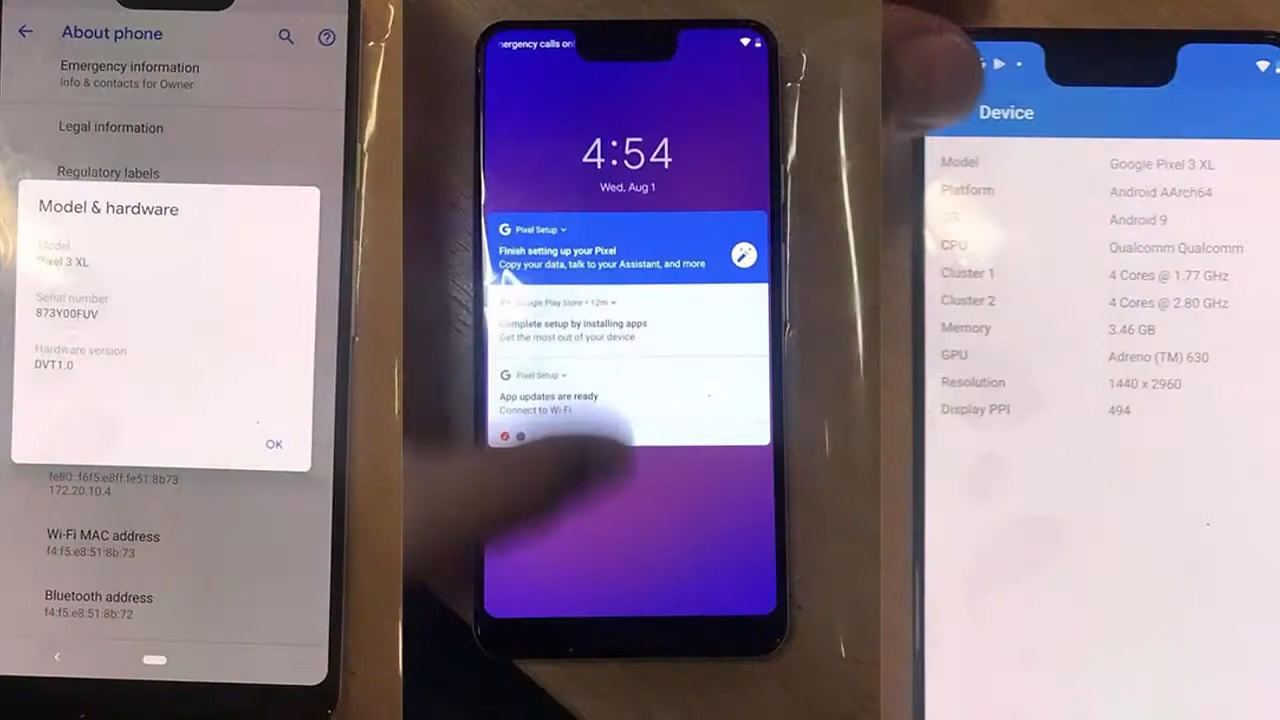 About phone
Emergency information
Info & contacts for Owner
Legal information
Regulatory labels
Model & hardware
Model
Pixel 3 XL
Serial number
873Y00FUV
Hardware version
DVT1.0
OK
fe80::f6f5:e8ff:fe51:8b73
172.20.10.4
Wi-Fi MAC address
f4:f5:e8:51:8b:73
Bluetooth address
f4:f5:e8:51:8b:72
ergency calls on
4:54
Wed, Aug 1
G Pixel Setup
Finish setting up your Pixel
Copy your data, talk to your Assistant, and more
Google Play Store • 12m
Complete setup by installing apps
Get the most out of your device
G Pixel Setup
App updates are ready
Connect to Wi-Fi
Device
Model Google Pixel 3 XL
Platform Android AArch64
Android 9
CPU Qualcomm Qualcomm
Cluster 1 4 Cores @ 1.77 GHz
Cluster 2 4 Cores @ 2.80 GHz
Memory 3.46 GB
GPU Adreno (TM) 630
Resolution 1440 x 2960
Display PPI 494